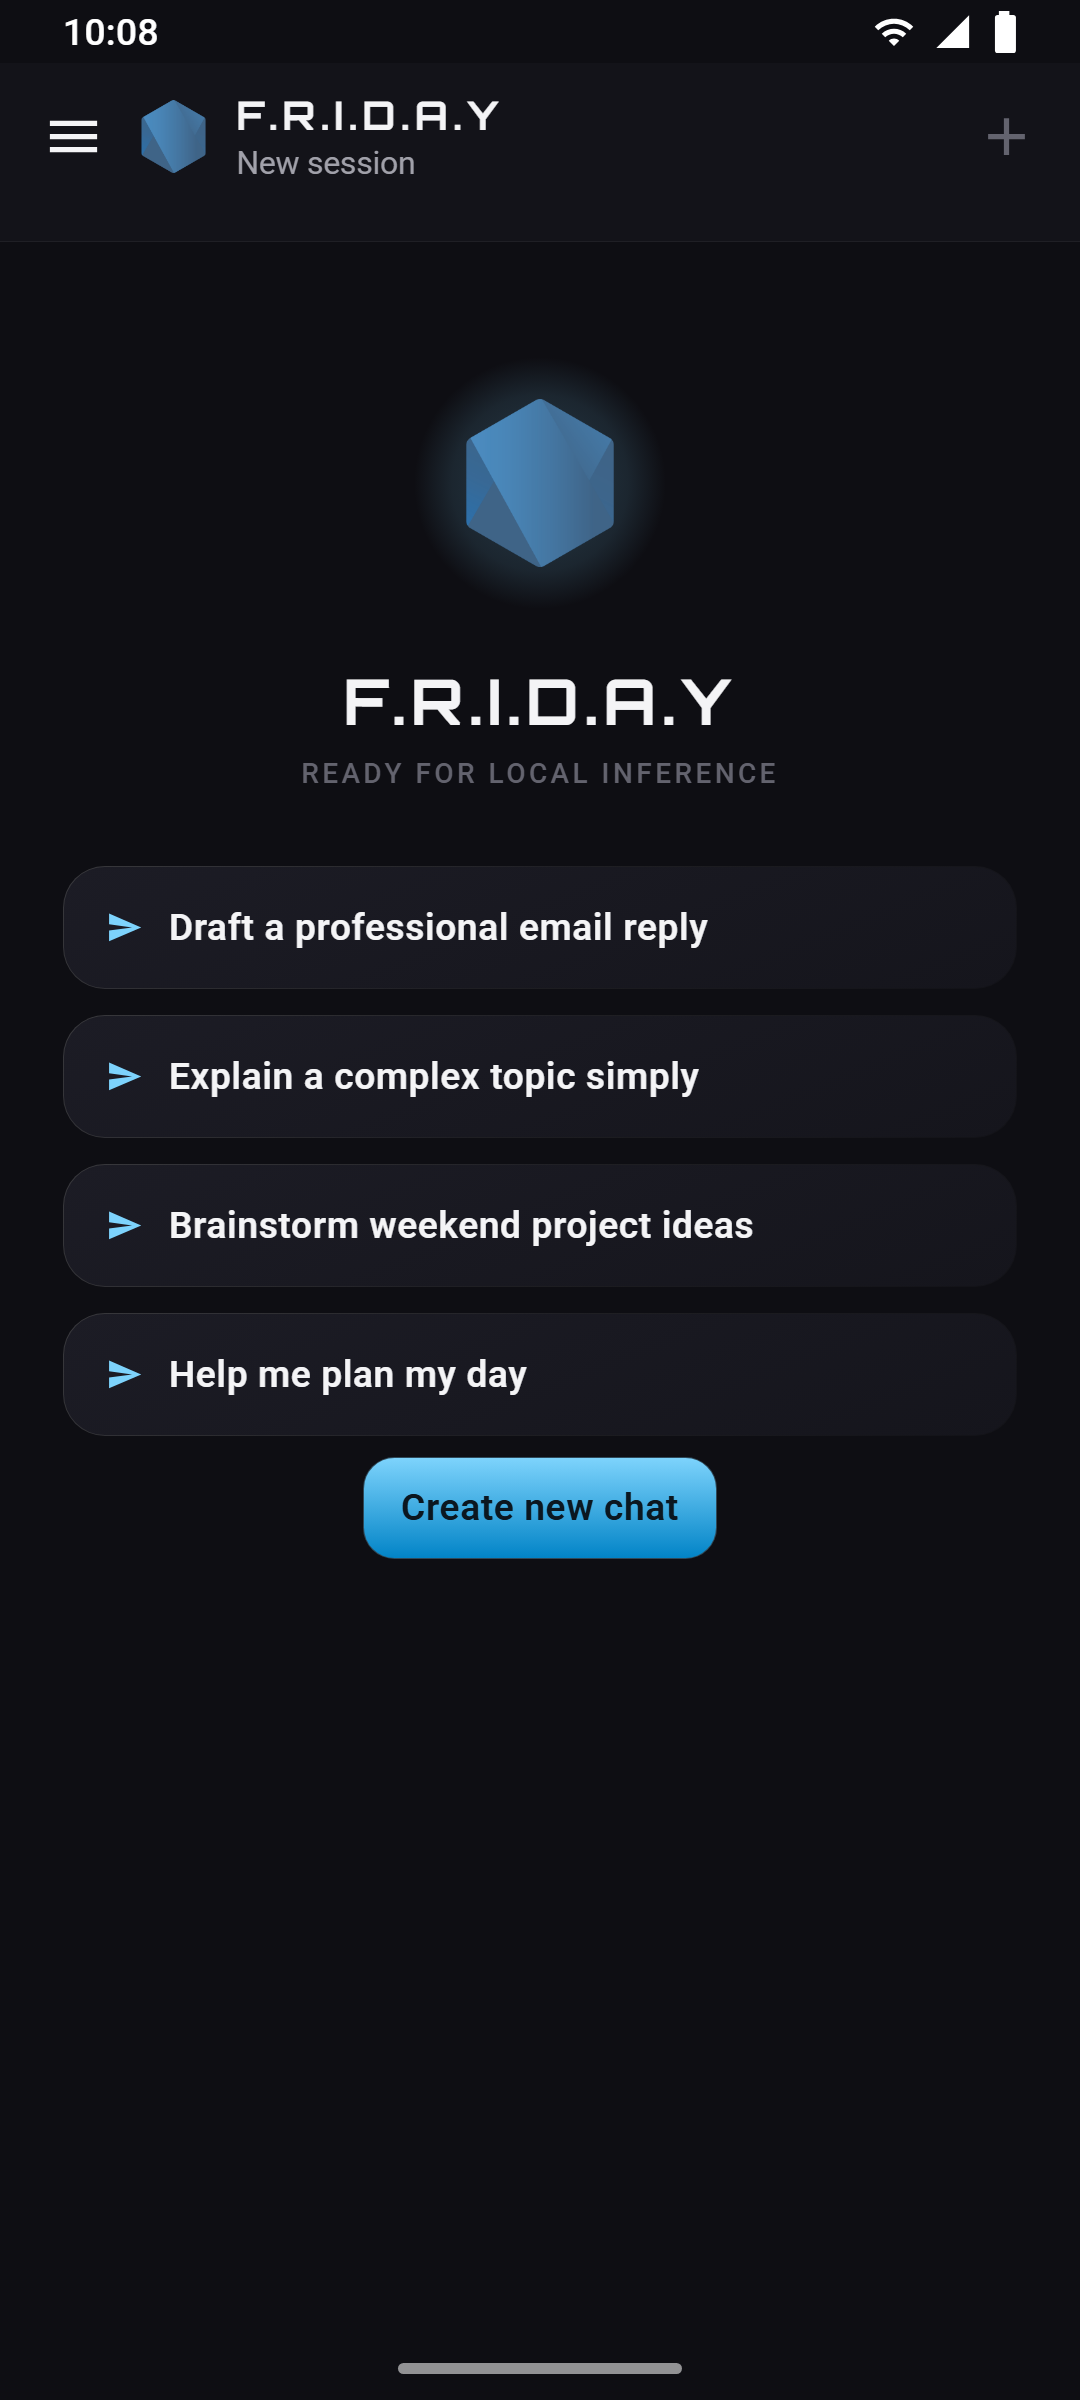 10:08
F.R.I.D.A.Y
New session
F.R.I.D.A.Y
READY FOR LOCAL INFERENCE
Draft a professional email reply
Explain a complex topic simply
Brainstorm weekend project ideas
Help me plan my day
Create new chat